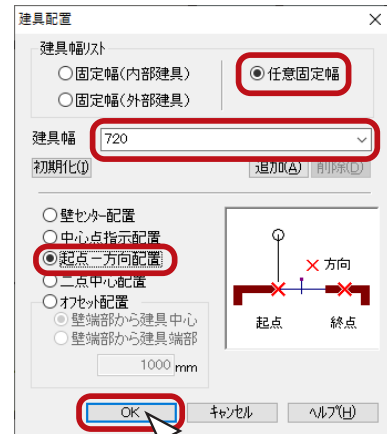 建具配置
建具幅リスト
固定幅(内部建具)
任意固定幅
固定幅(外部建具)
建具幅
720
初期化(I)
追加(A)
削除(D)
壁センター配置
中心点指示配置
起点－方向配置
二点中心配置
オフセット配置
壁端部から建具中心
壁端部から建具端部
1000 mm
方向
起点
終点
OK
キャンセル
ヘルプ(H)